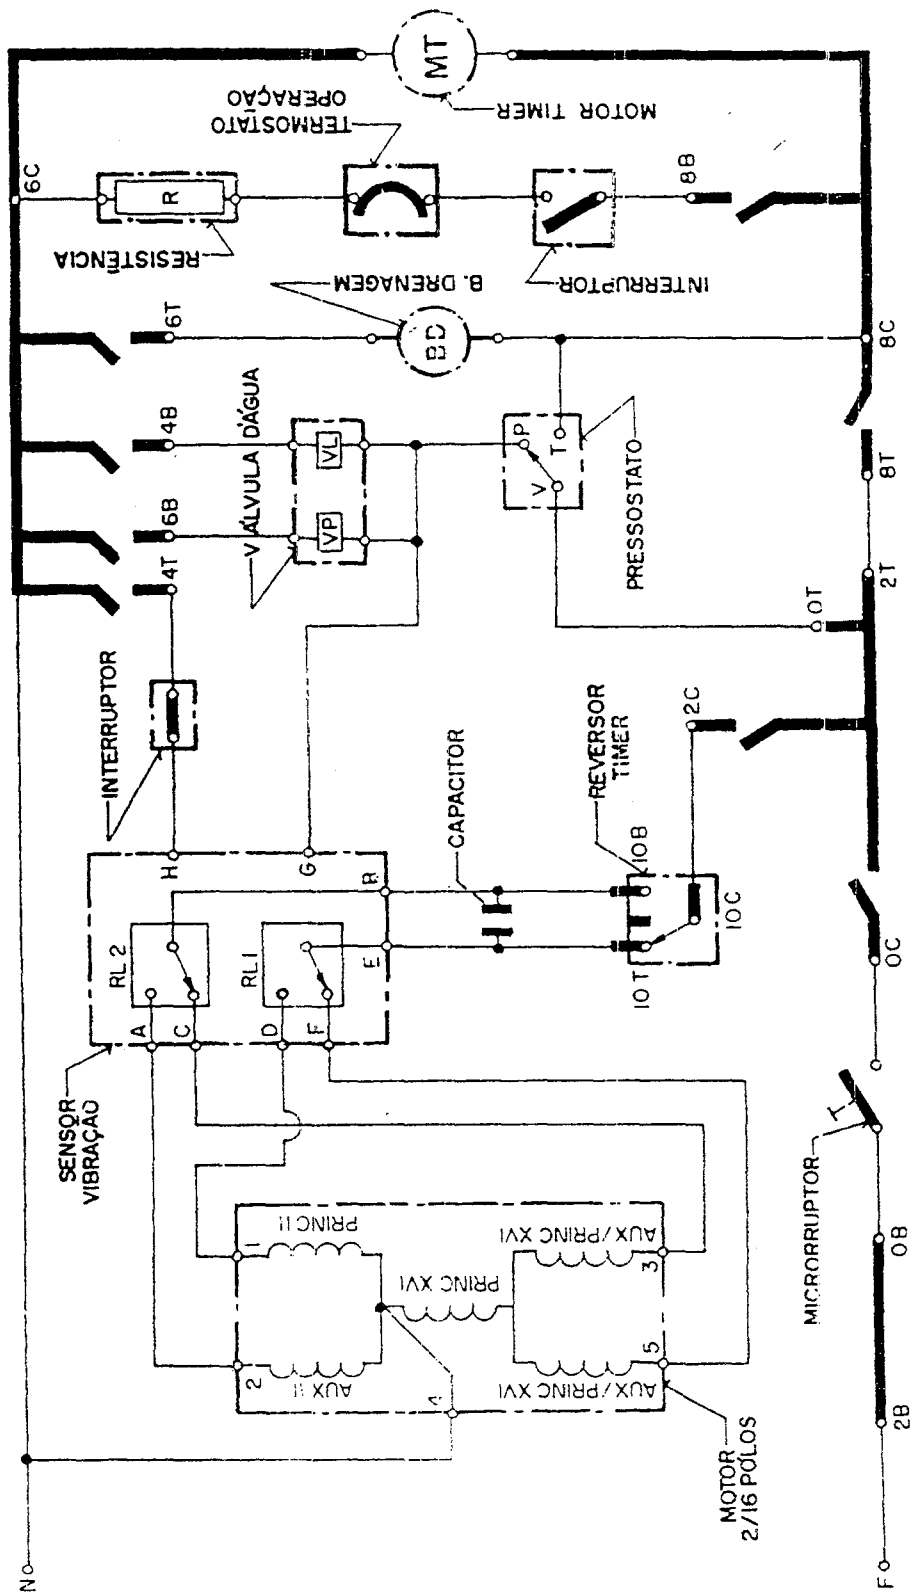 N
F
2B
0B
MICRORRUPTOR
0C
2C
0T
2T
8T
8C
MOTOR
2/16 PÓLOS
AUX II
PRINC II
PRINC XVI
AUX/PRINC XVI
AUX/PRINC XVI
1
2
3
4
5
SENSOR
VIBRAÇÃO
RL2
RL1
A
C
D
F
H
G
B
E
INTERRUPTOR
CAPACITOR
REVERSOR
TIMER
10T
10B
10C
4T
6B
4B
6T
6C
VÁLVULA D'ÁGUA
VP
VL
PRESSOSTATO
V
P
T
B. DRENAGEM
BD
RESISTÊNCIA
R
TERMOSTATO
OPERAÇÃO
INTERRUPTOR
8B
MOTOR TIMER
MT